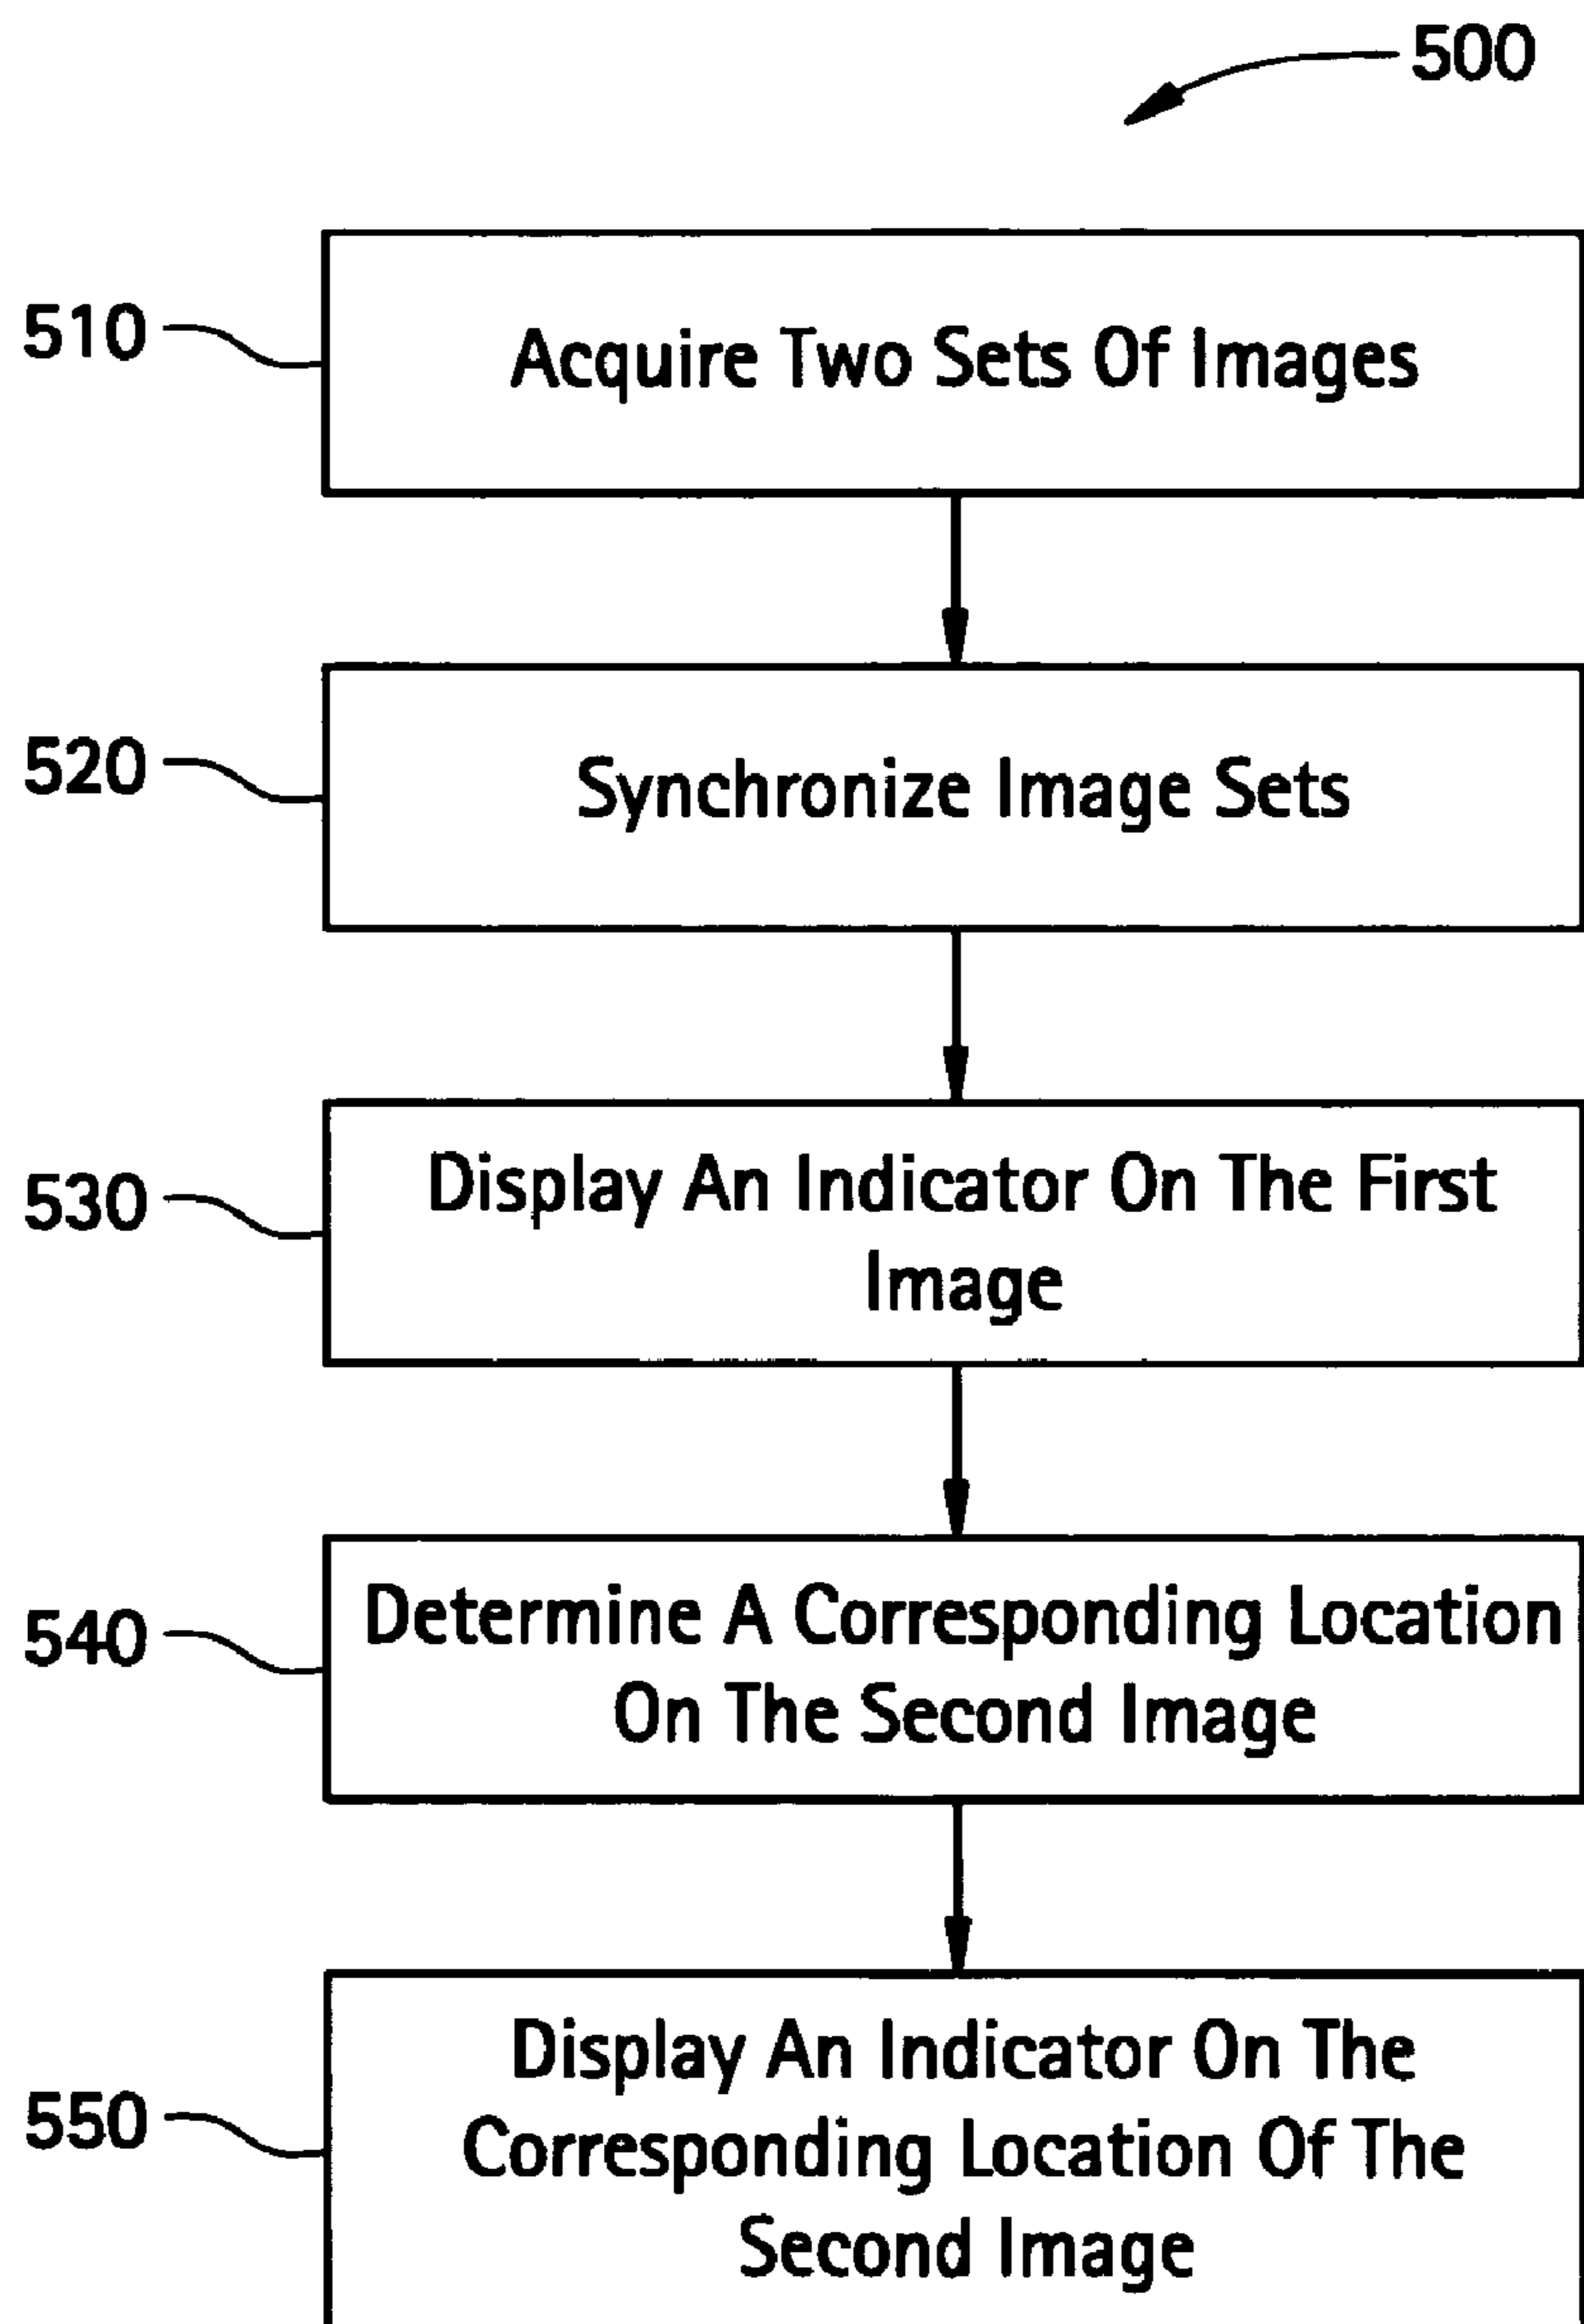 500
510
Acquire Two Sets Of Images
520
Synchronize Image Sets
530
Display An Indicator On The First
Image
540
Determine A Corresponding Location
On The Second Image
550
Display An Indicator On The
Corresponding Location Of The
Second Image